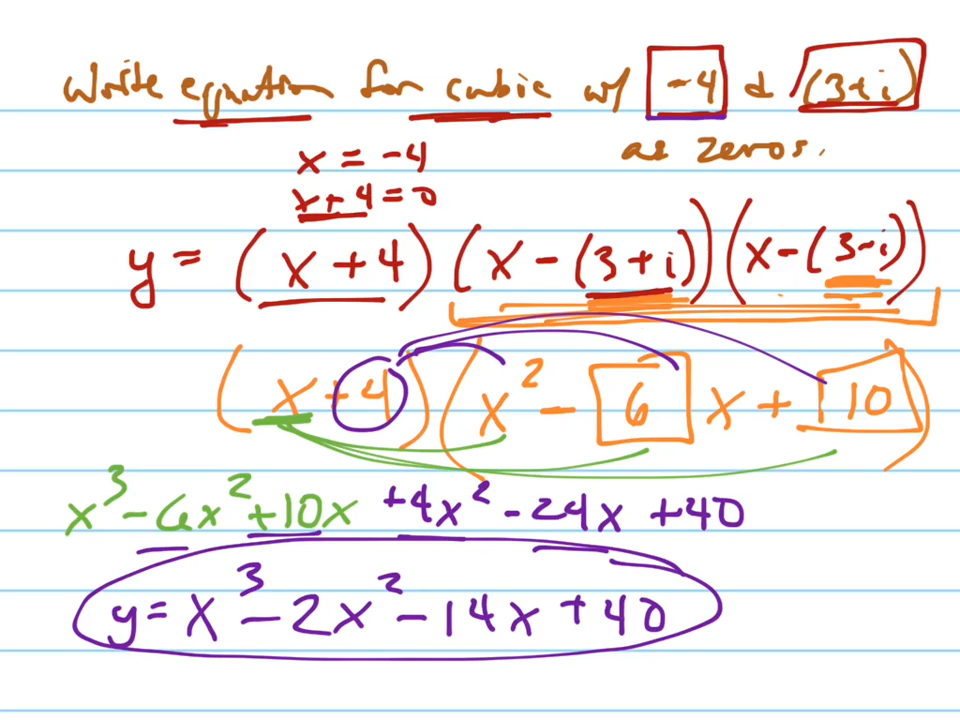 Write equation for cubic w/ -4 & (3+i)
as zeros.
x = -4
x+4=0
y = (x+4)(x-(3+i))(x-(3-i))
(x+4)(x²-6x+10)
x³-6x²+10x+4x²-24x+40
y=x³-2x²-14x+40